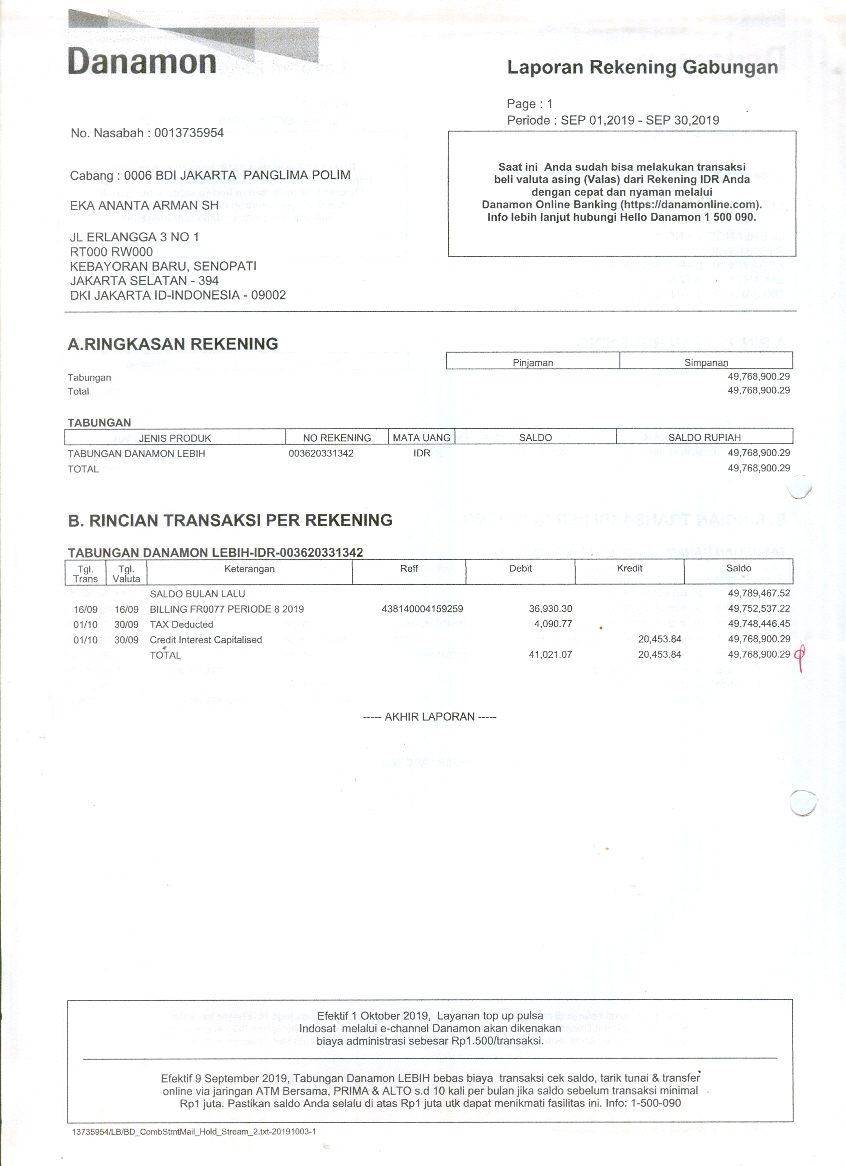 Danamon
Laporan Rekening Gabungan
Page : 1
Periode : SEP 01,2019 - SEP 30,2019
No. Nasabah : 0013735954
Saat ini Anda sudah bisa melakukan transaksi
beli valuta asing (Valas) dari Rekening IDR Anda
dengan cepat dan nyaman melalui
Danamon Online Banking (https://danamonline.com).
Info lebih lanjut hubungi Hello Danamon 1 500 090.
Cabang : 0006 BDI JAKARTA PANGLIMA POLIM
EKA ANANTA ARMAN SH
JL ERLANGGA 3 NO 1
RT000 RW000
KEBAYORAN BARU, SENOPATI
JAKARTA SELATAN - 394
DKI JAKARTA ID-INDONESIA - 09002
A.RINGKASAN REKENING
Pinjaman Simpanan
Tabungan 49,768,900.29
Total 49,768,900.29
TABUNGAN
JENIS PRODUK NO REKENING MATA UANG SALDO SALDO RUPIAH
TABUNGAN DANAMON LEBIH 003620331342 IDR 49,768,900.29
TOTAL 49,768,900.29
B. RINCIAN TRANSAKSI PER REKENING
TABUNGAN DANAMON LEBIH-IDR-003620331342
Tgl. Trans Tgl. Valuta Keterangan Reff Debit Kredit Saldo
SALDO BULAN LALU 49,789,467.52
16/09 16/09 BILLING FR0077 PERIODE 8 2019 438140004159259 36,930.30 49,752,537.22
01/10 30/09 TAX Deducted 4,090.77 49,748,446.45
01/10 30/09 Credit Interest Capitalised 20,453.84 49,768,900.29
TOTAL 41,021.07 20,453.84 49,768,900.29
----- AKHIR LAPORAN -----
Efektif 1 Oktober 2019, Layanan top up pulsa
Indosat melalui e-channel Danamon akan dikenakan
biaya administrasi sebesar Rp1.500/transaksi.
Efektif 9 September 2019, Tabungan Danamon LEBIH bebas biaya transaksi cek saldo, tarik tunai & transfer
online via jaringan ATM Bersama, PRIMA & ALTO s.d 10 kali per bulan jika saldo sebelum transaksi minimal
Rp1 juta. Pastikan saldo Anda selalu di atas Rp1 juta utk dapat menikmati fasilitas ini. Info: 1-500-090
13735954/LB/BD_CombStmtMail_Hold_Stream_2.txt-20191003-1